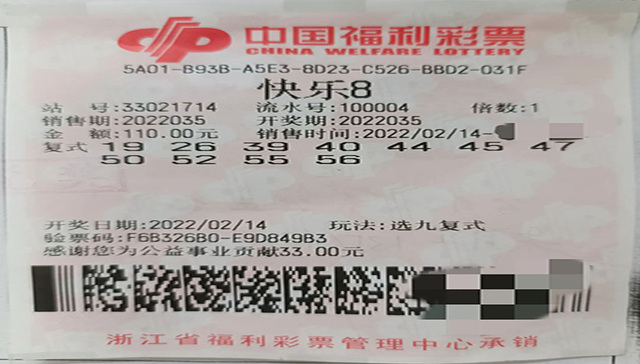 中国福利彩票
CHINA WELFARE LOTTERY
5A01-B93B-A5E3-8D23-C526-BBD2-031F
快乐8
站 号:33021714 流水号:100004 倍数:1
销售期:2022035 开奖期:2022035
金 额:110.00元 销售时间:2022/02/14-
复式 19 26 39 40 44 45 47
50 52 55 56
开奖日期:2022/02/14 玩法:选九复式
验票码:F6B326B0-E9D849B3
感谢您为公益事业贡献33.00元
浙江省福利彩票管理中心承销